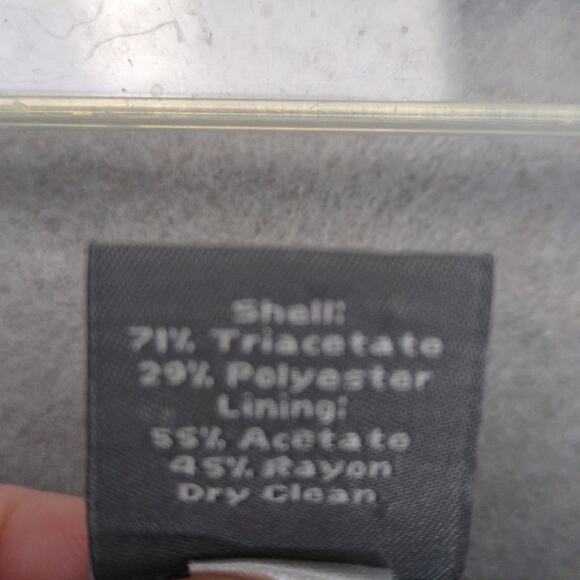 Shell:
71% Triacetate
29% Polyester
Lining:
55% Acetate
45% Rayon
Dry Clean